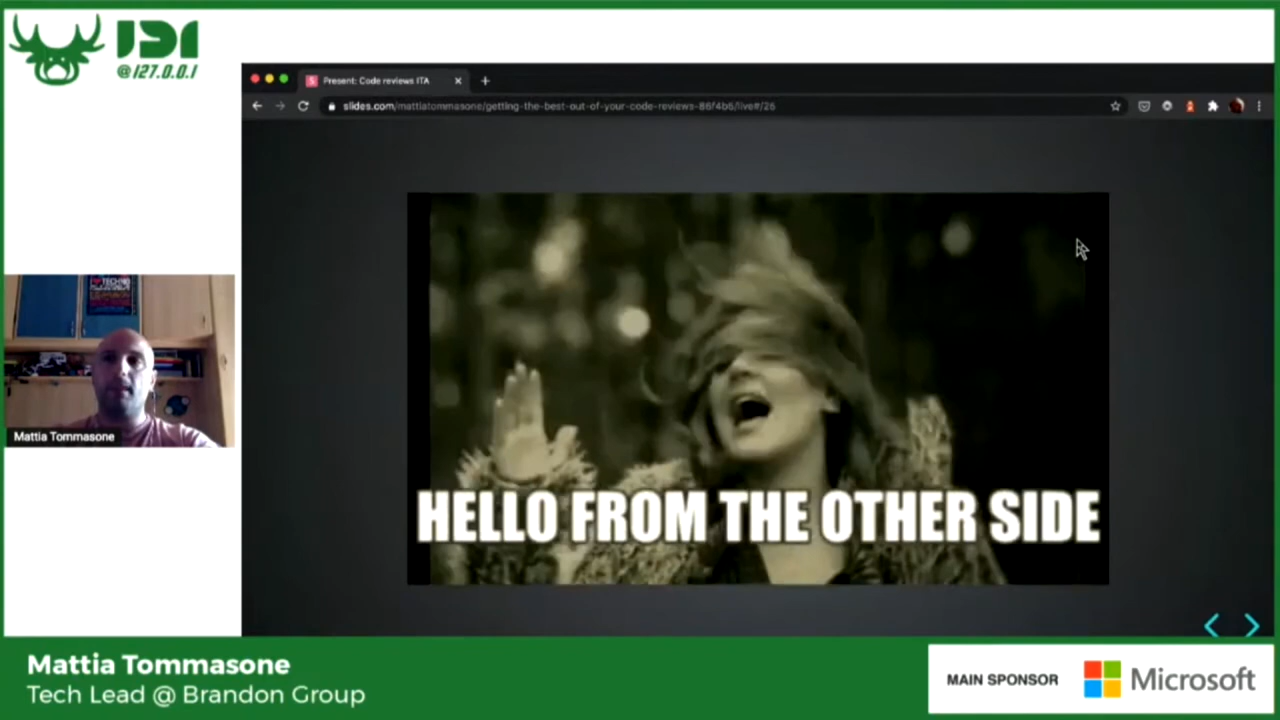 JDI
@127.0.0.1
Present: Code reviews ITA
slides.com/mattiatommasone/getting-the-best-out-of-your-code-reviews-86f4b6/live#/26
TECHNO
Mattia Tommasone
HELLO FROM THE OTHER SIDE
Mattia Tommasone
Tech Lead @ Brandon Group
MAIN SPONSOR
Microsoft